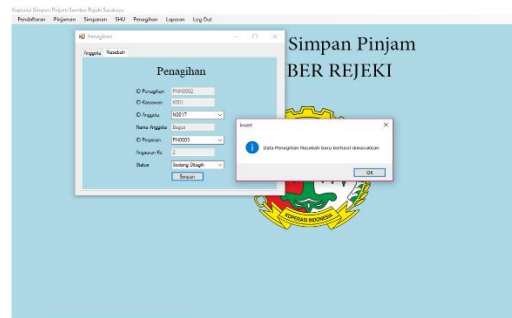 Koperasi Simpan Pinjam Sumber Rejeki Surabaya
Pendaftaran Pinjaman Simpanan SHU Penagihan Laporan Log Out
Penagihan
Simpan Pinjam
BER REJEKI
Anggota Nasabah
Penagihan
ID Penagihan PNN0002
ID Karyawan K001
ID Anggota N0017
Nama Anggota Bagus
ID Pinjaman PN0003
Angsuran Ke 2
Status Sedang Ditagih
Simpan
Insert
Data Penagihan Nasabah baru berhasil dimasukkan
OK
KOPERASI INDONESIA